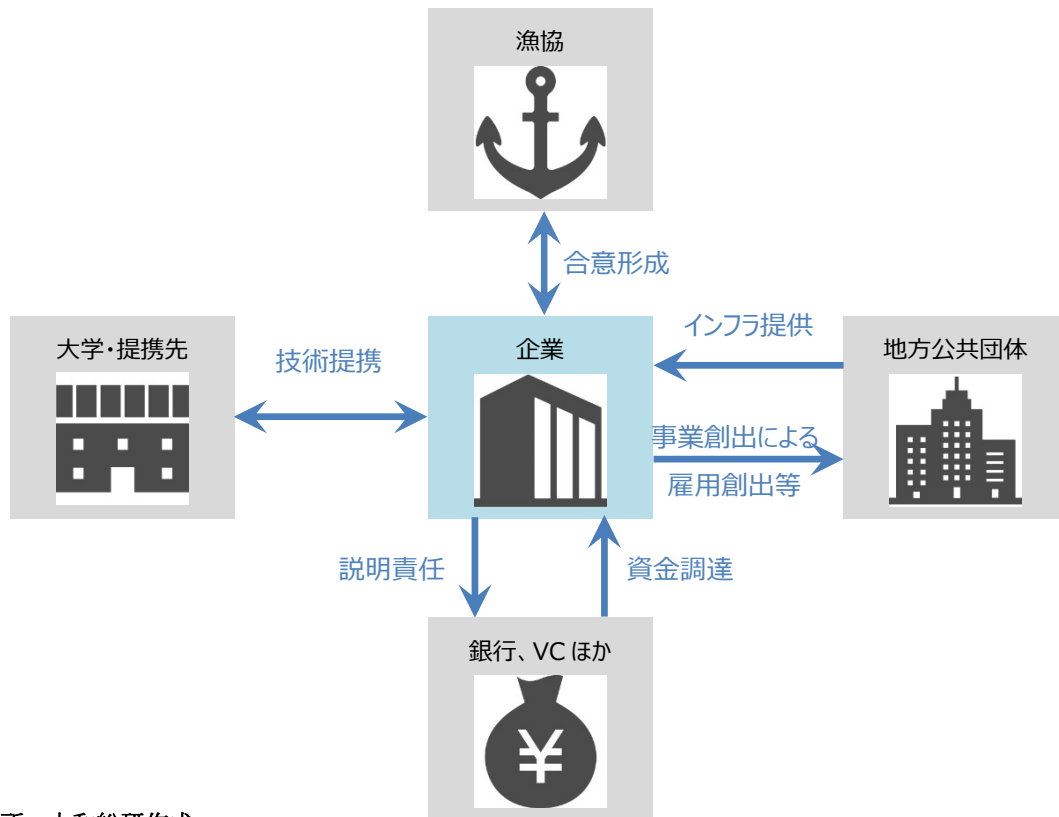 漁協
合意形成
大学・提携先
技術提携
企業
インフラ提供
地方公共団体
事業創出による
雇用創出等
説明責任
資金調達
銀行、VC ほか
¥